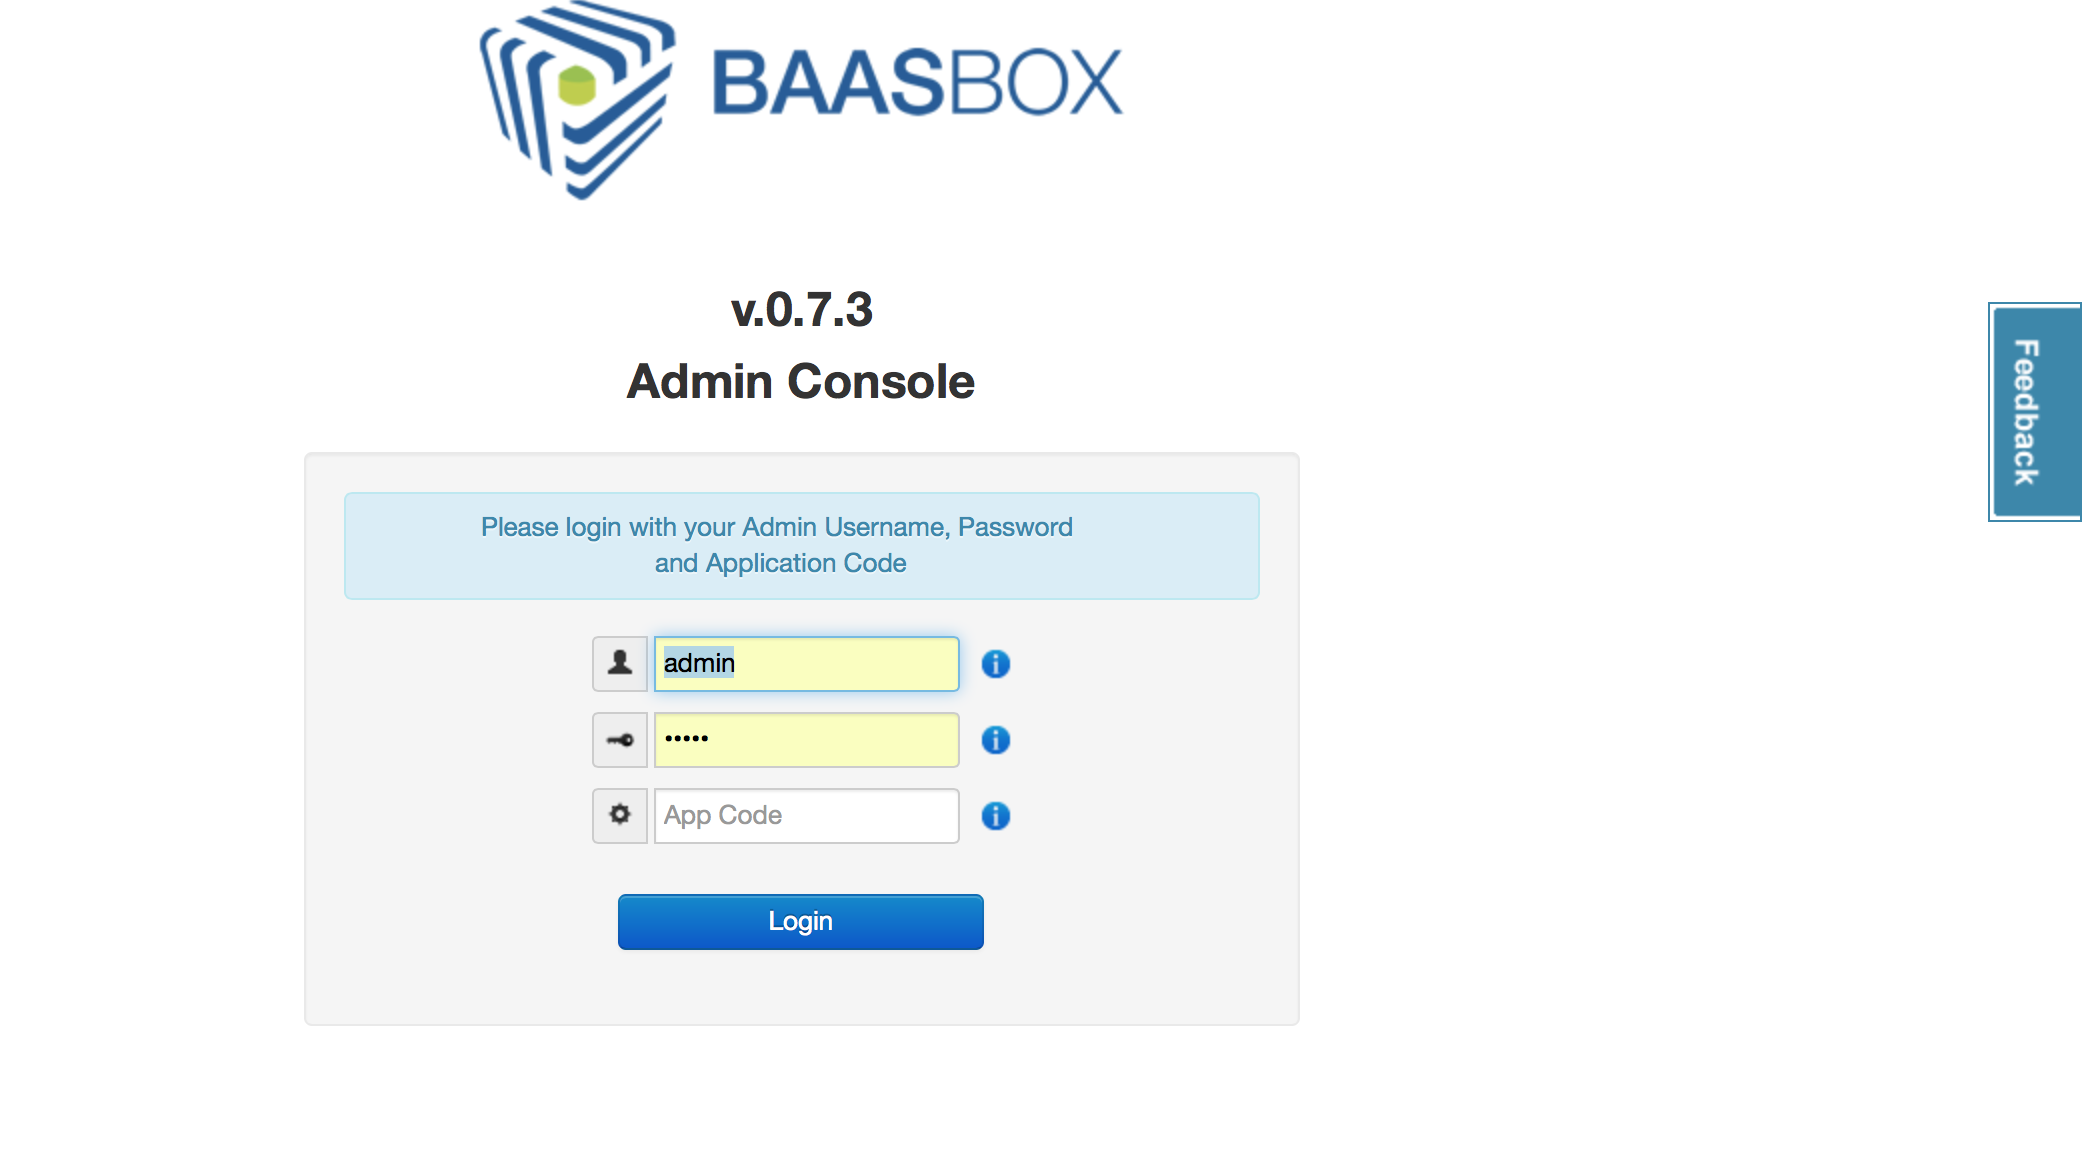 BAASBOX
v.0.7.3
Admin Console
Feedback
Please login with your Admin Username, Password
and Application Code
admin
•••••
App Code
Login